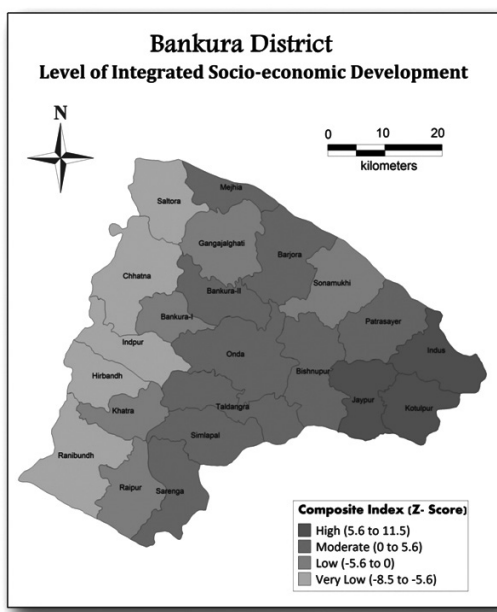 Bankura District
Level of Integrated Socio-economic Development
N
0 10 20
kilometers
Mejhia
Saltora
Gangajalghati
Barjora
Chhatna
Sonamukhi
Bankura-II
Bankura-I
Patrasayer
Indpur
Onda
Indus
Hirbandh
Bishnupur
Jaypur
Khatra
Taldangra
Kotulpur
Simlapal
Ranibundh
Raipur
Sarenga
Composite Index (Z- Score)
High (5.6 to 11.5)
Moderate (0 to 5.6)
Low (-5.6 to 0)
Very Low (-8.5 to -5.6)